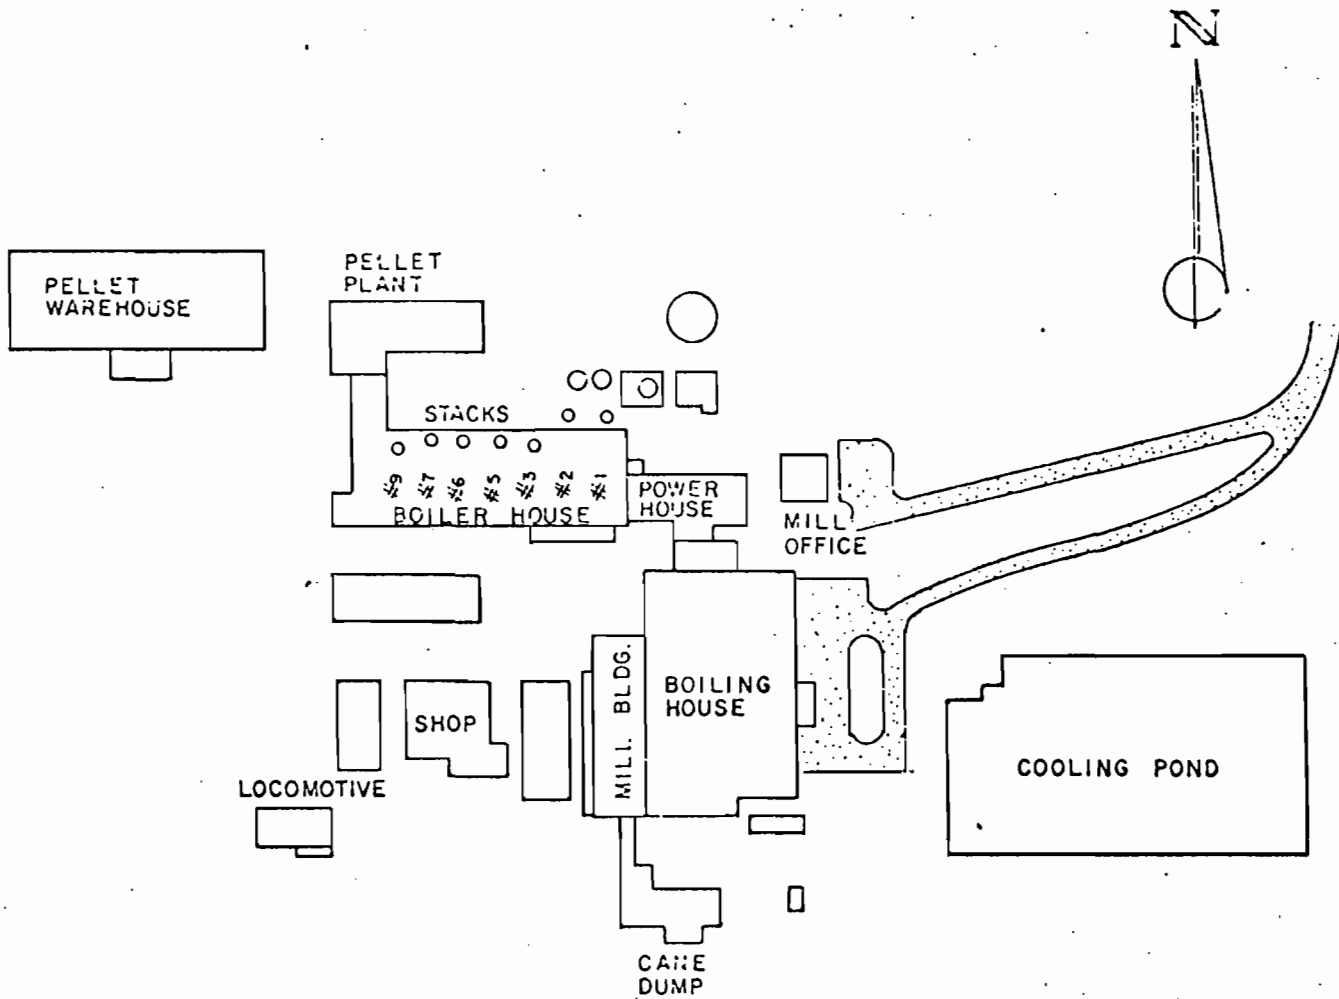 N
PELLET
WAREHOUSE
PELLET
PLANT
STACKS
#9 #7 #6 #5 #3 #2 #1
BOILER HOUSE
POWER
HOUSE
MILL
OFFICE
MILL. BLDG.
BOILING
HOUSE
SHOP
LOCOMOTIVE
COOLING POND
CANE
DUMP